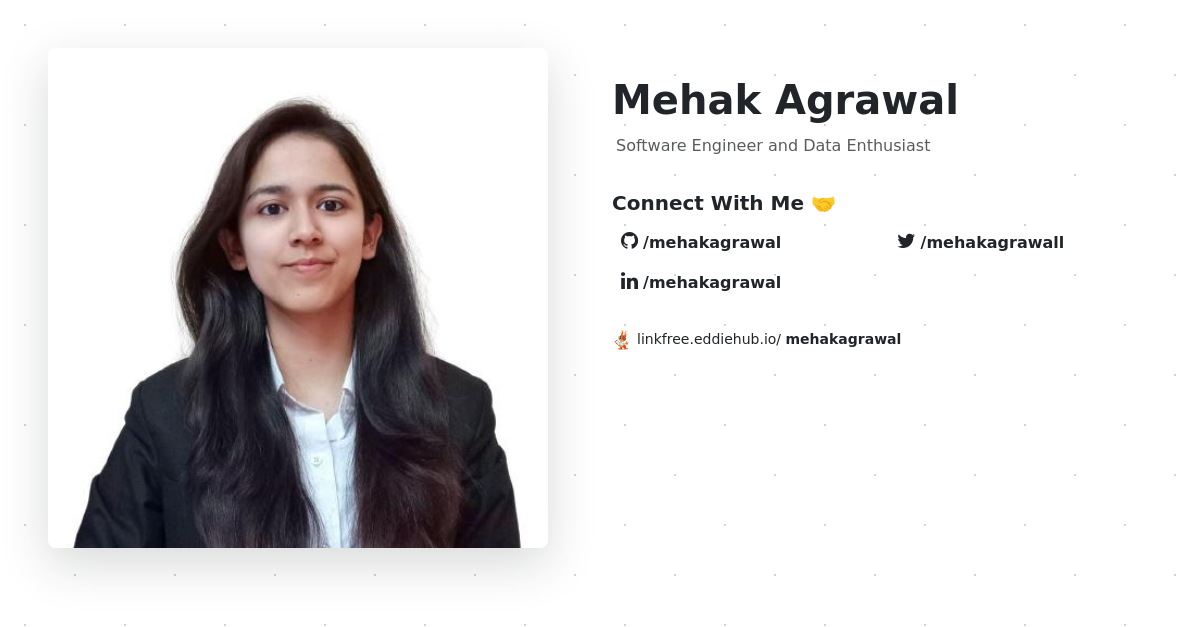 Mehak Agrawal
Software Engineer and Data Enthusiast
Connect With Me 🤝
/mehakagrawal
/mehakagrawall
/mehakagrawal
linkfree.eddiehub.io/ mehakagrawal